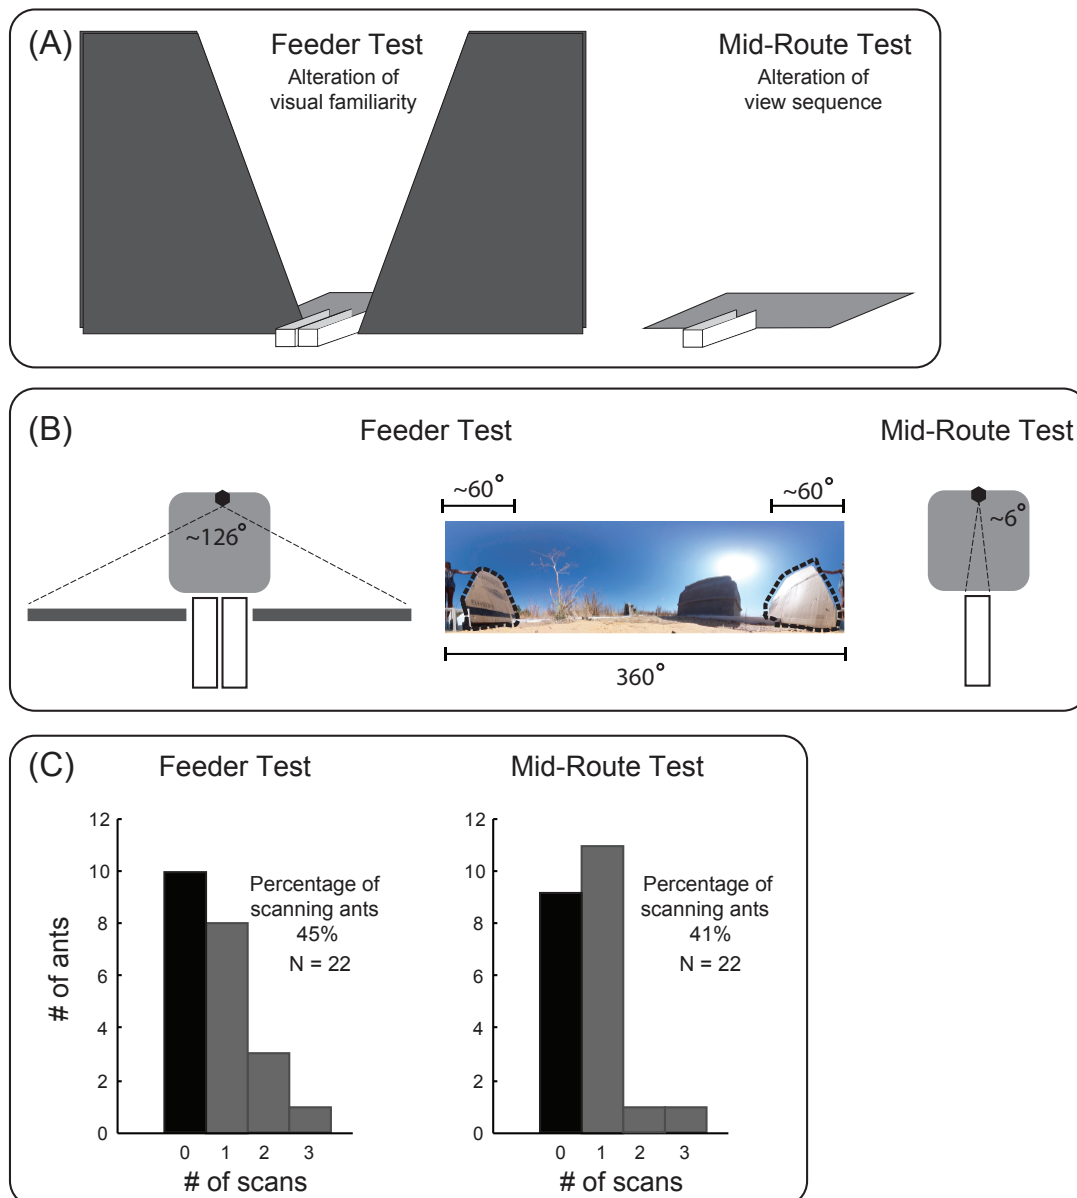 (A)
Feeder Test
Alteration of
visual familiarity
Mid-Route Test
Alteration of
view sequence
(B)
Feeder Test
Mid-Route Test
~126°
~60°
~60°
360°
~6°
(C)
Feeder Test
Mid-Route Test
# of ants
12
10
8
6
4
2
0
Percentage of
scanning ants
45%
N = 22
0 1 2 3
# of scans
12
10
8
6
4
2
0
Percentage of
scanning ants
41%
N = 22
0 1 2 3
# of scans